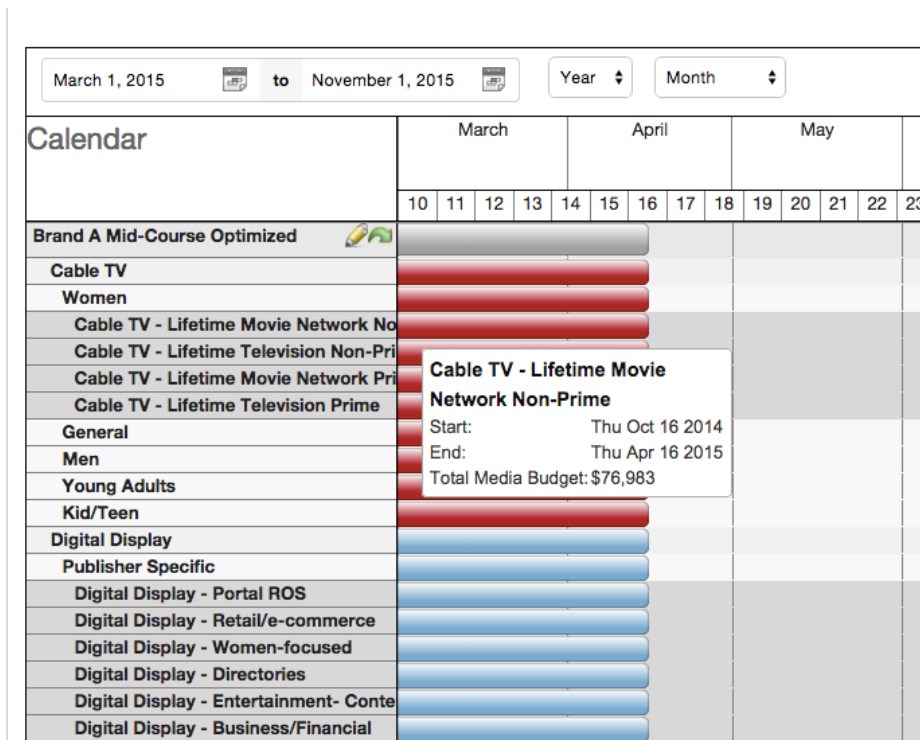 March 1, 2015 to November 1, 2015 Year Month
Calendar
March April May
10 11 12 13 14 15 16 17 18 19 20 21 22 23
Brand A Mid-Course Optimized
Cable TV
Women
Cable TV - Lifetime Movie Network No
Cable TV - Lifetime Television Non-Pri
Cable TV - Lifetime Movie Network Pri
Cable TV - Lifetime Television Prime
General
Men
Young Adults
Kid/Teen
Digital Display
Publisher Specific
Digital Display - Portal ROS
Digital Display - Retail/e-commerce
Digital Display - Women-focused
Digital Display - Directories
Digital Display - Entertainment- Conte
Digital Display - Business/Financial
Cable TV - Lifetime Movie
Network Non-Prime
Start: Thu Oct 16 2014
End: Thu Apr 16 2015
Total Media Budget: $76,983